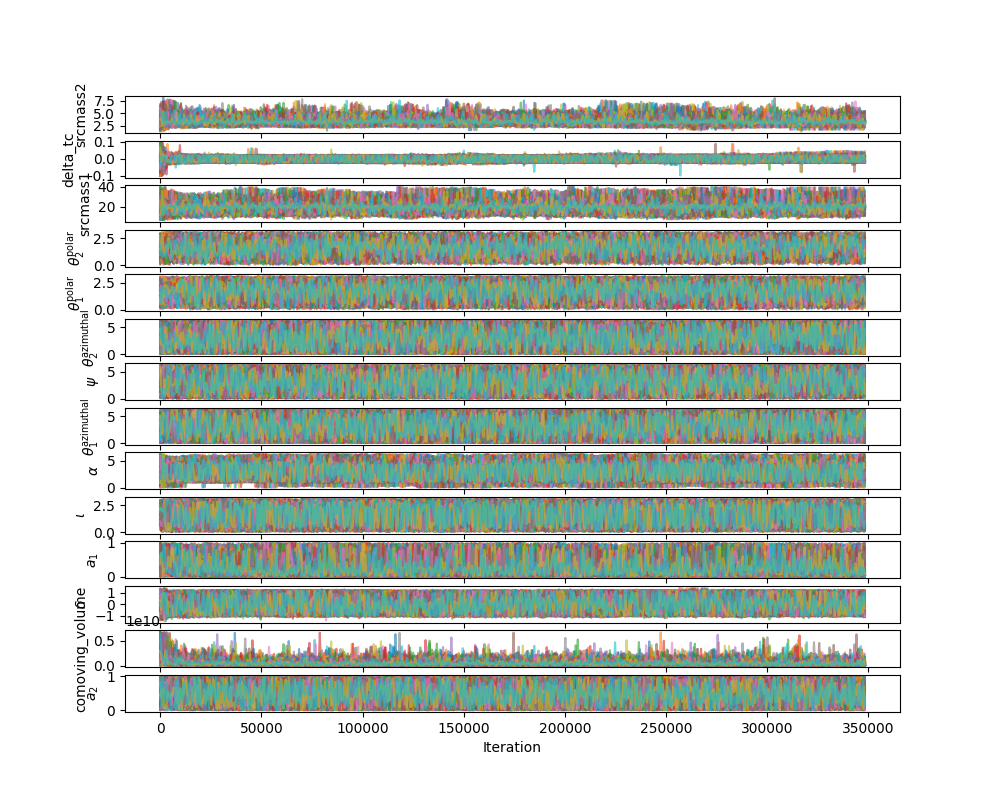 srcmass2
7.5
5.0
2.5
delta_tc
0.1
0.0
−0.1
srcmass1
40
20
θ₂^polar
2.5
0.0
θ₁^polar
2.5
0.0
θ₂^azimuthal
5
0
ψ
5
0
θ₁^azimuthal
5
0
α
5
0
ι
2.5
0.0
a₁
1
0
1
0
−1
comoving_volume
1e10
0.5
0.0
a₂
1
0
0 50000 100000 150000 200000 250000 300000 350000
Iteration